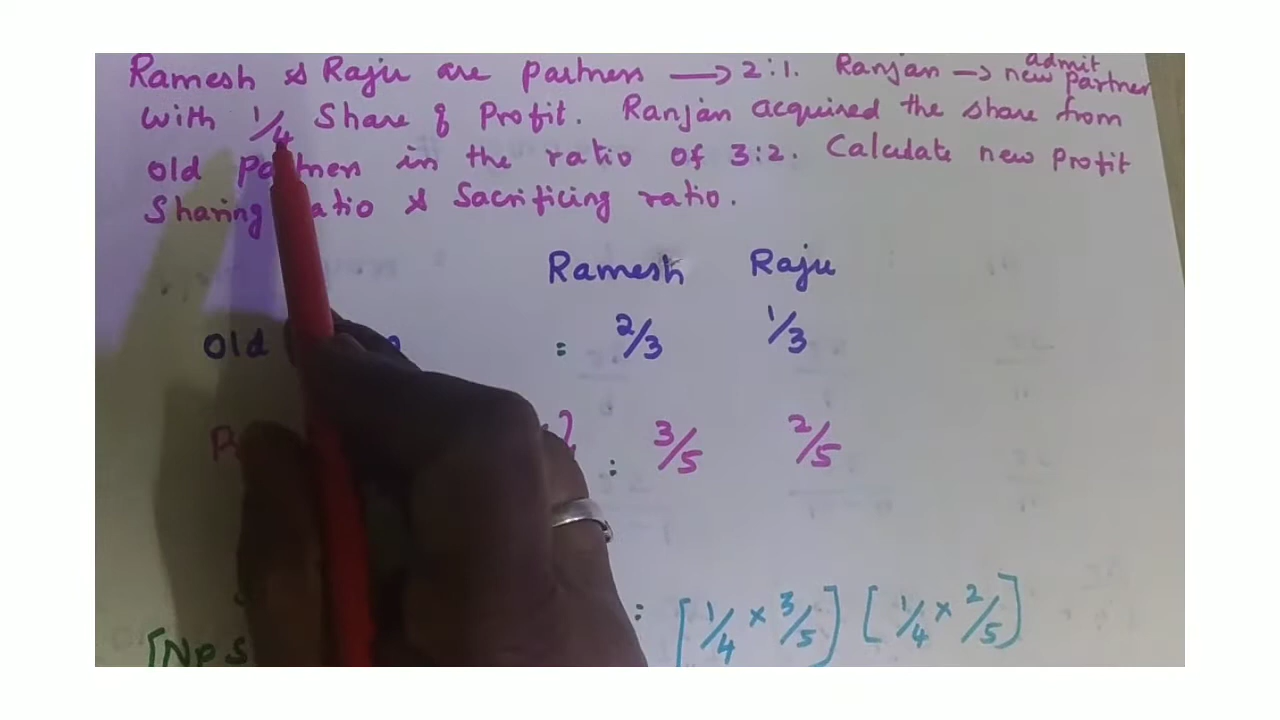 Ramesh & Raju are partners → 2:1. Ranjan → admit new partner
with 1/4 Share of Profit. Ranjan acquired the share from
old Partners in the ratio of 3:2. Calculate new Profit
Sharing ratio & Sacrificing ratio.
Ramesh Raju
Old : 2/3 1/3
: 3/5 2/5
: [1/4 × 3/5] [1/4 × 2/5]
[NPS